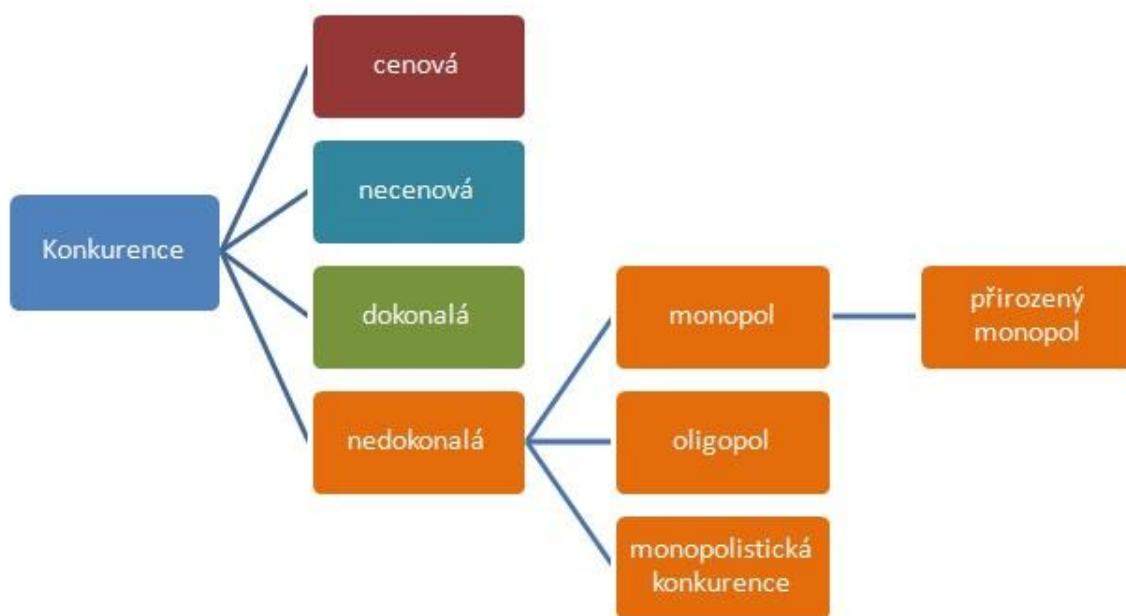 Konkurence
cenová
necenová
dokonalá
nedokonalá
monopol
oligopol
monopolistická
konkurence
přirozený
monopol